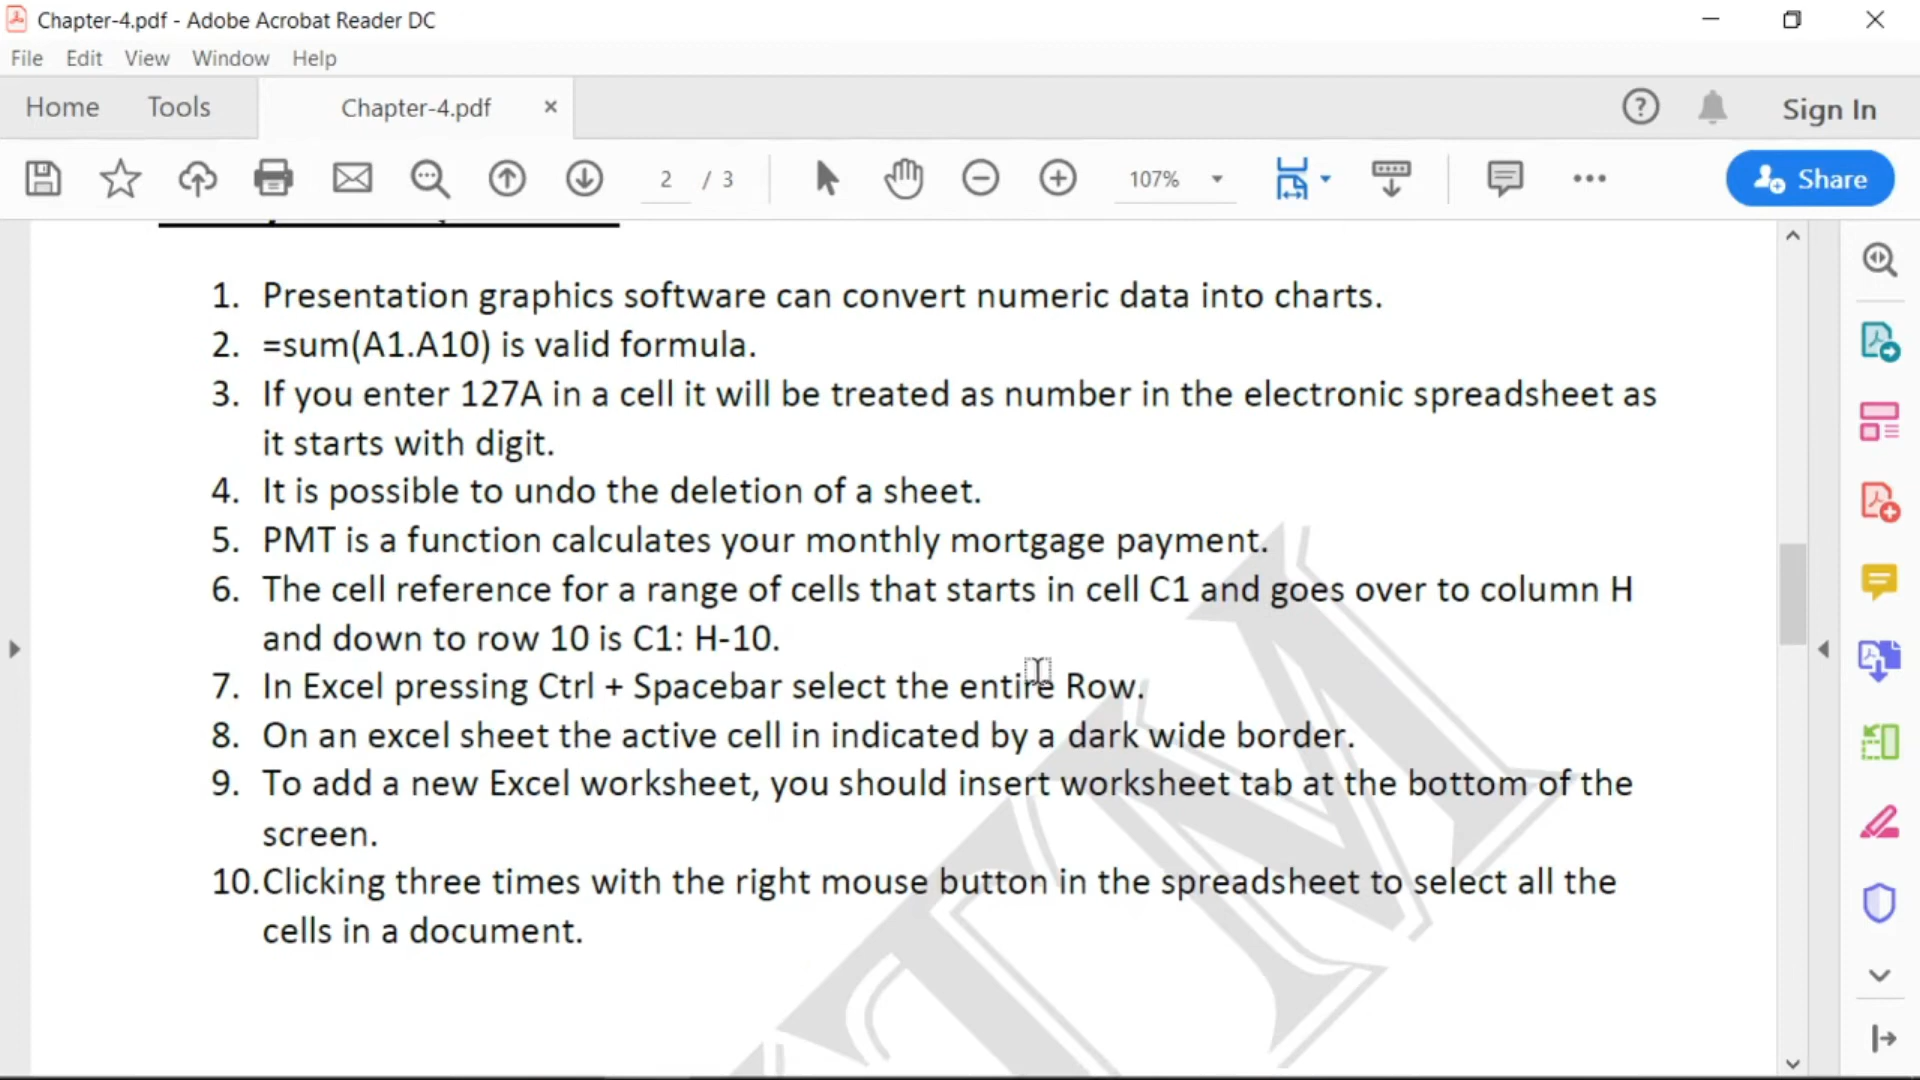 Chapter-4.pdf - Adobe Acrobat Reader DC
File Edit View Window Help
Home Tools Chapter-4.pdf × Sign In
2 / 3 107% Share
1. Presentation graphics software can convert numeric data into charts.
2. =sum(A1.A10) is valid formula.
3. If you enter 127A in a cell it will be treated as number in the electronic spreadsheet as
it starts with digit.
4. It is possible to undo the deletion of a sheet.
5. PMT is a function calculates your monthly mortgage payment.
6. The cell reference for a range of cells that starts in cell C1 and goes over to column H
and down to row 10 is C1: H-10.
7. In Excel pressing Ctrl + Spacebar select the entire Row.
8. On an excel sheet the active cell in indicated by a dark wide border.
9. To add a new Excel worksheet, you should insert worksheet tab at the bottom of the
screen.
10.Clicking three times with the right mouse button in the spreadsheet to select all the
cells in a document.